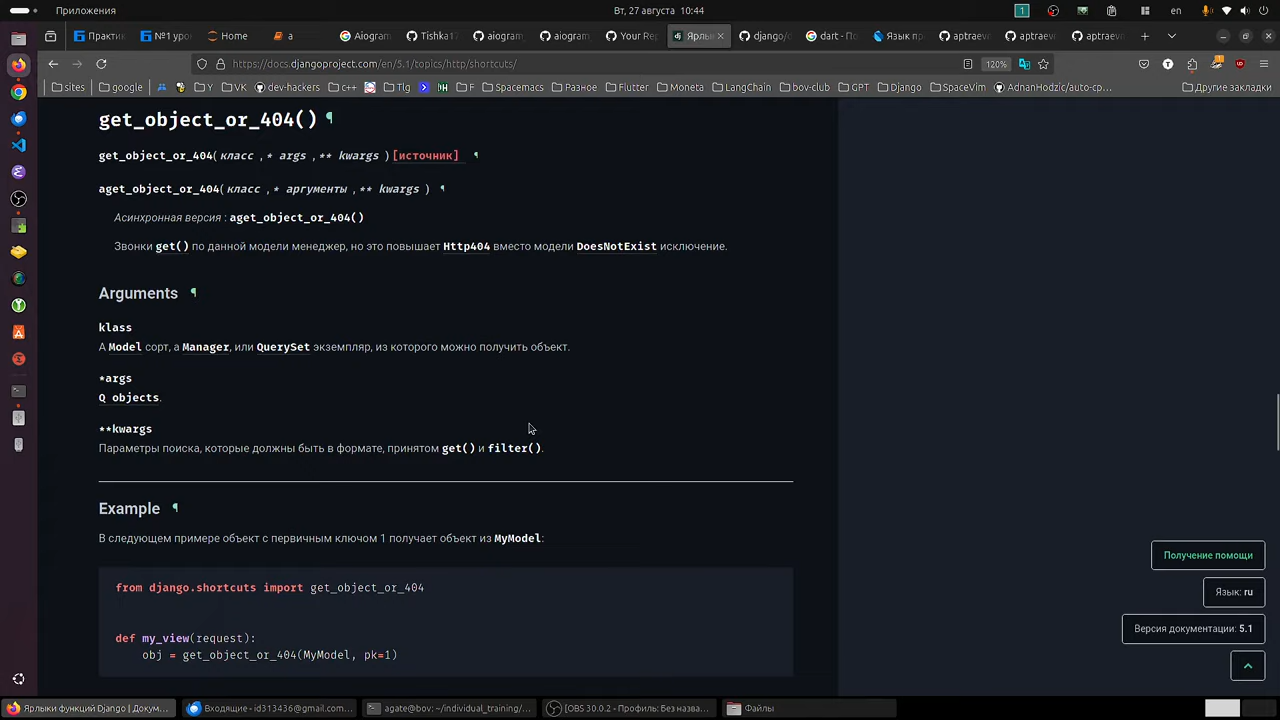 Приложения
Вт, 27 августа 10:44
1
en
Практи
№1 уро
Home
a
Aiogram
Tishka17
aiogram
aiogram
Your Re
Ярлы
django/d
dart - По
Язык пр
aptraev
aptraev
aptraev
https://docs.djangoproject.com/en/5.1/topics/http/shortcuts/
120%
sites
google
Y
VK
dev-hackers
c++
Tlg
F
Spacemacs
Разное
Flutter
Moneta
LangChain
bov-club
GPT
Django
SpaceVim
AdnanHodzic/auto-cp...
Другие закладки
get_object_or_404() ¶
get_object_or_404(класс ,* args ,** kwargs )[источник] ¶
aget_object_or_404(класс ,* аргументы ,** kwargs ) ¶
Асинхронная версия : aget_object_or_404()
Звонки get() по данной модели менеджер, но это повышает Http404 вместо модели DoesNotExist исключение.
Arguments ¶
klass
А Model сорт, а Manager, или QuerySet экземпляр, из которого можно получить объект.
*args
Q objects.
**kwargs
Параметры поиска, которые должны быть в формате, принятом get() и filter().
Example ¶
В следующем примере объект с первичным ключом 1 получает объект из MyModel:
from django.shortcuts import get_object_or_404
def my_view(request):
obj = get_object_or_404(MyModel, pk=1)
Получение помощи
Язык: ru
Версия документации: 5.1
Ярлыки функций Django | Докум...
Входящие - id313436@gmail.com...
agate@bov: ~/individual_training/...
[OBS 30.0.2 - Профиль: Без назва...
Файлы